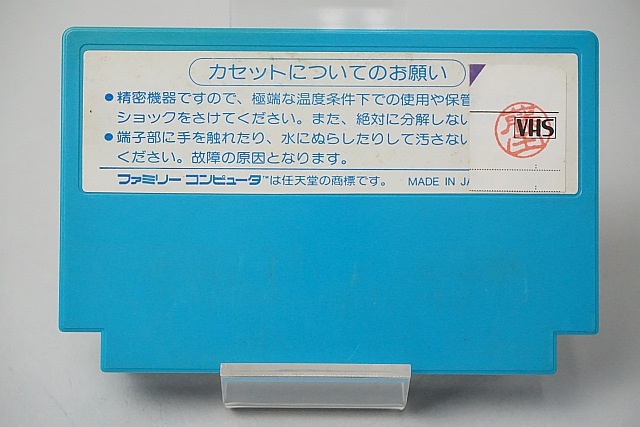 カセットについてのお願い
●精密機器ですので、極端な温度条件下での使用や保管
ショックをさけてください。また、絶対に分解しない
●端子部に手を触れたり、水にぬらしたりして汚さない
ください。故障の原因となります。
ファミリーコンピュータ™は任天堂の商標です。 MADE IN JA
VHS